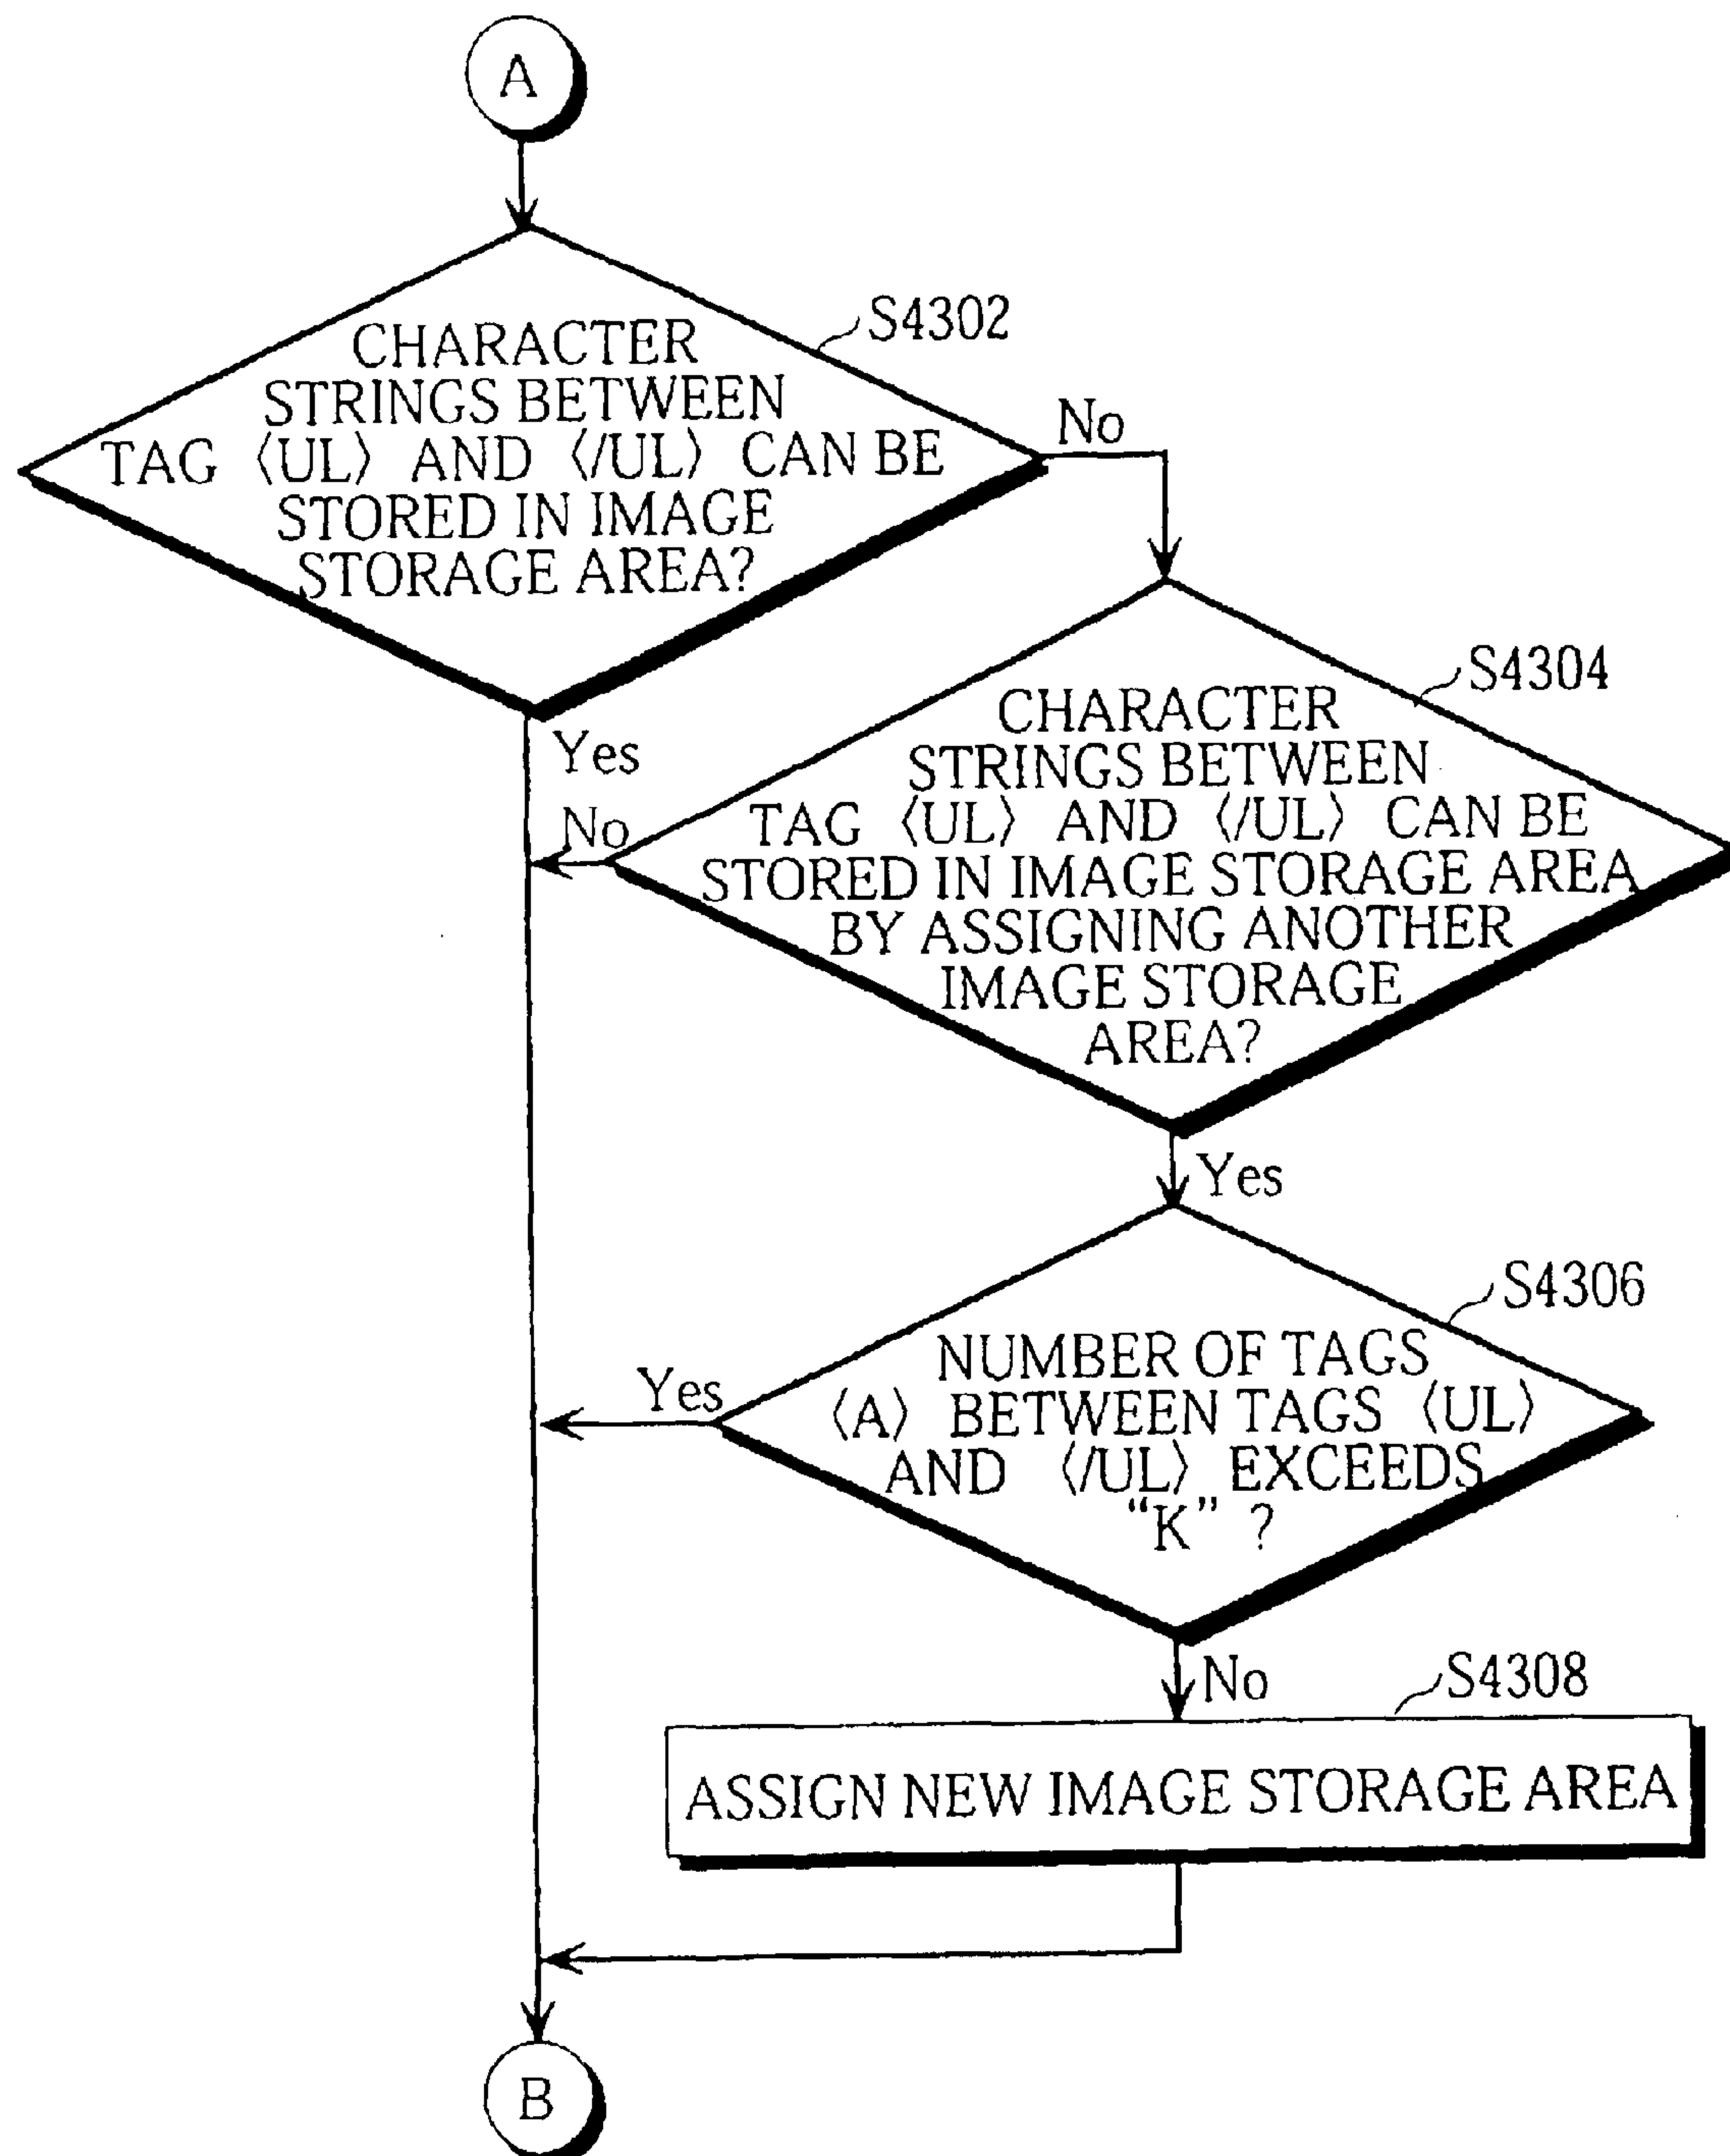 A
S4302
CHARACTER
STRINGS BETWEEN
TAG 〈UL〉 AND 〈/UL〉 CAN BE
STORED IN IMAGE
STORAGE AREA?
No
Yes
S4304
CHARACTER
STRINGS BETWEEN
TAG 〈UL〉 AND 〈/UL〉 CAN BE
STORED IN IMAGE STORAGE AREA
BY ASSIGNING ANOTHER
IMAGE STORAGE
AREA?
No
Yes
S4306
NUMBER OF TAGS
〈A〉 BETWEEN TAGS 〈UL〉
AND 〈/UL〉 EXCEEDS
“K” ?
Yes
No
S4308
ASSIGN NEW IMAGE STORAGE AREA
B